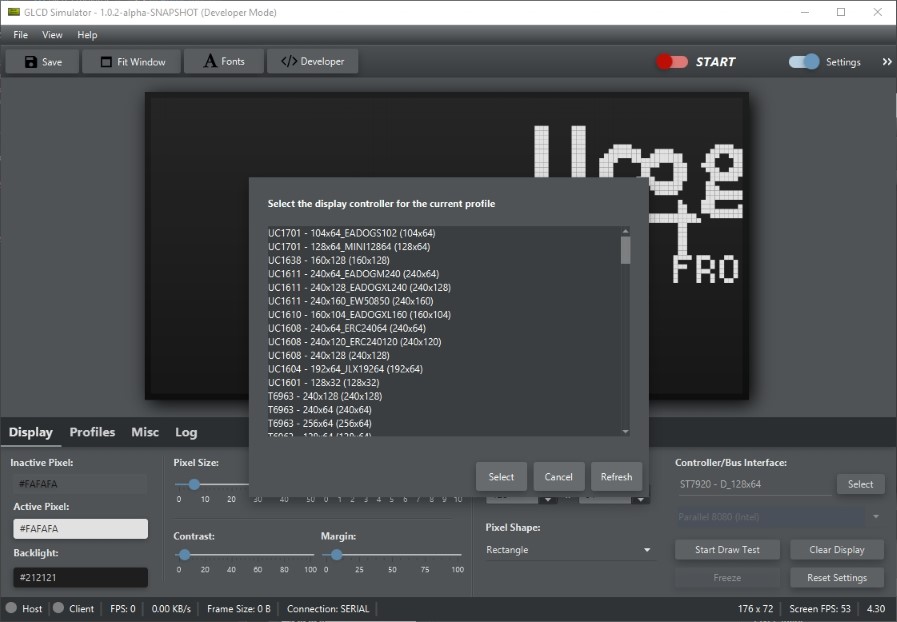 GLCD Simulator - 1.0.2-alpha-SNAPSHOT (Developer Mode)
File View Help
Save Fit Window Fonts Developer START Settings
Select the display controller for the current profile
UC1701 - 104x64_EADOGS102 (104x64)
UC1701 - 128x64_MINI12864 (128x64)
UC1638 - 160x128 (160x128)
UC1611 - 240x64_EADOGM240 (240x64)
UC1611 - 240x128_EADOGXL240 (240x128)
UC1611 - 240x160_EW50850 (240x160)
UC1610 - 160x104_EADOGXL160 (160x104)
UC1608 - 240x64_ERC24064 (240x64)
UC1608 - 240x120_ERC240120 (240x120)
UC1608 - 240x128 (240x128)
UC1604 - 192x64_JLX19264 (192x64)
UC1601 - 128x32 (128x32)
T6963 - 240x128 (240x128)
T6963 - 240x64 (240x64)
T6963 - 256x64 (256x64)
FRO
Select Cancel Refresh
Display Profiles Misc Log
Inactive Pixel:
#FAFAFA
Active Pixel:
#FAFAFA
Backlight:
#212121
Pixel Size:
0 10 20 30 40 50 0 1 2 3 4 5 6 7 8 9 10
Contrast: Margin:
0 20 40 60 80 100 0 25 50 75 100
Pixel Shape:
Rectangle
Controller/Bus Interface:
ST7920 - D_128x64 Select
Parallel 8080 (Intel)
Start Draw Test Clear Display
Freeze Reset Settings
Host Client FPS: 0 0.00 KB/s Frame Size: 0 B Connection: SERIAL 176 x 72 Screen FPS: 53 4.30